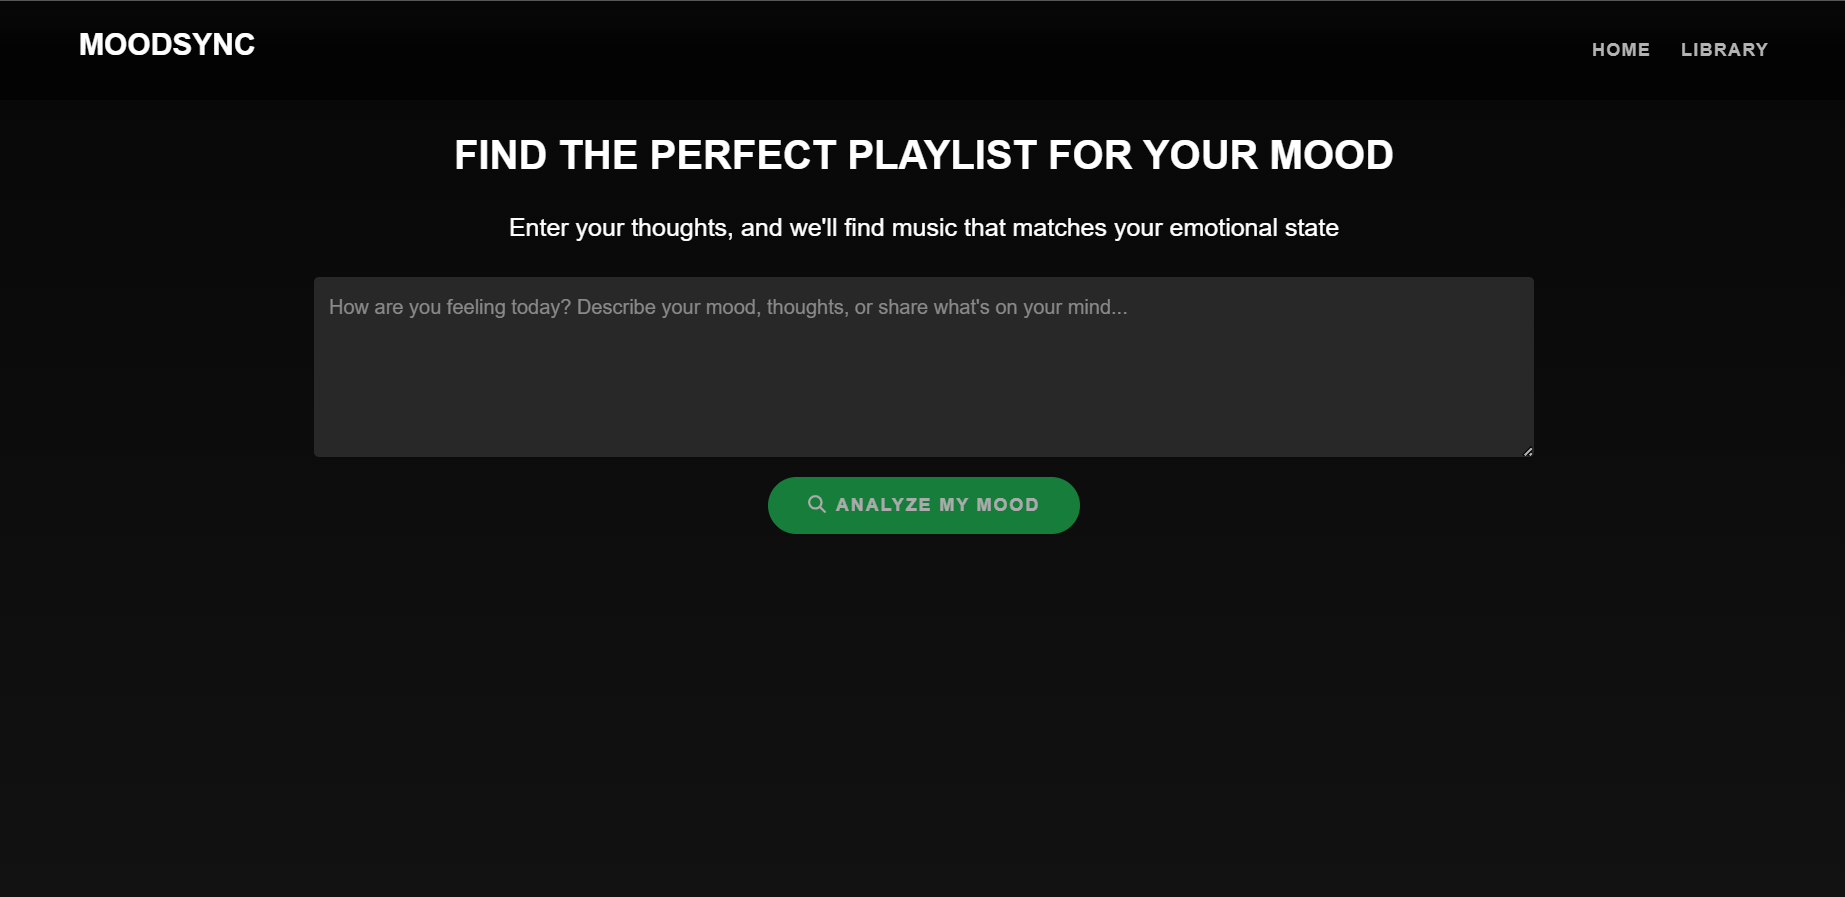 MOODSYNC
HOME LIBRARY
FIND THE PERFECT PLAYLIST FOR YOUR MOOD
Enter your thoughts, and we'll find music that matches your emotional state
How are you feeling today? Describe your mood, thoughts, or share what's on your mind...
ANALYZE MY MOOD